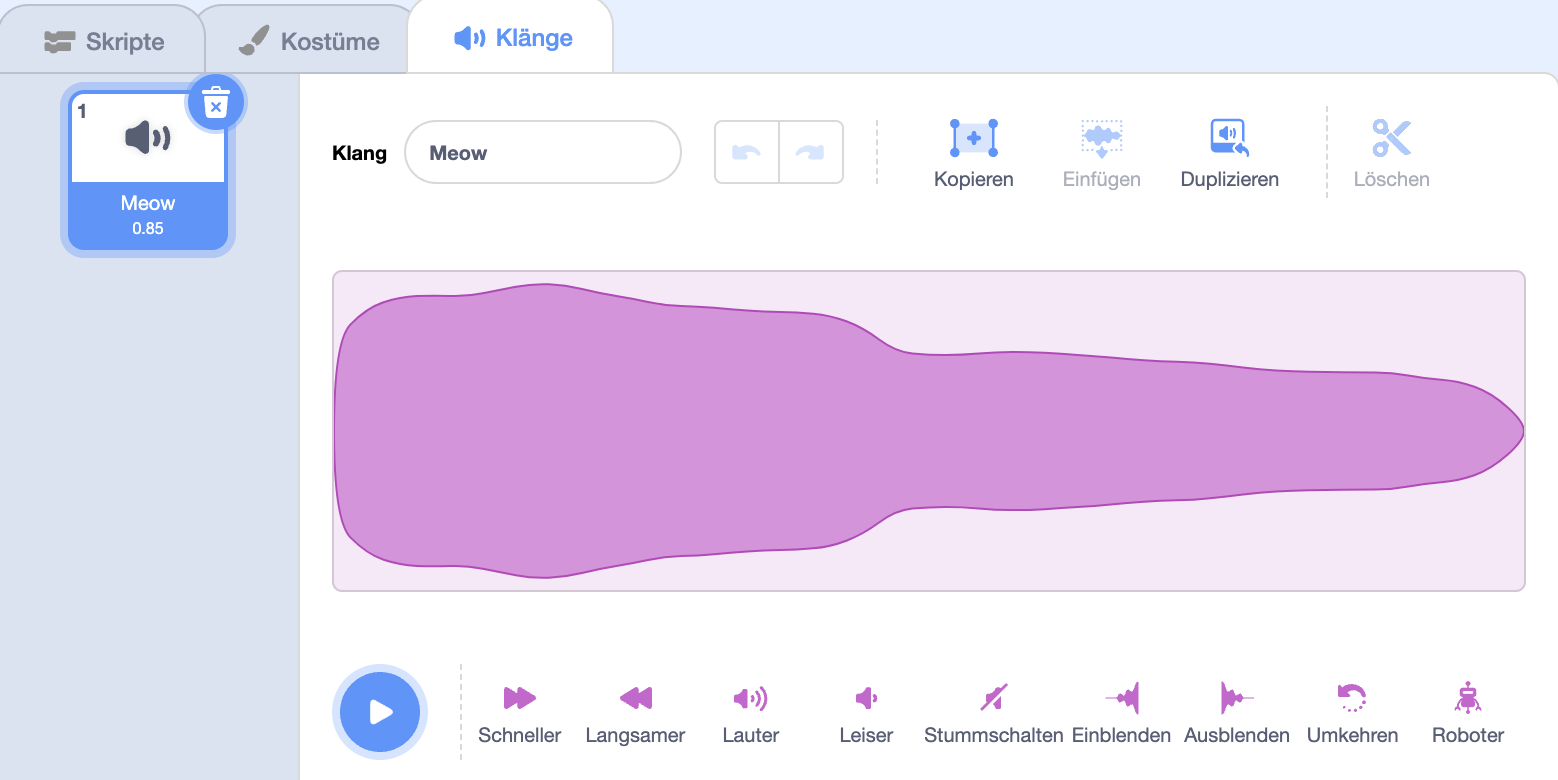 Skripte
Kostüme
Klänge
1
Meow
0.85
Klang
Meow
Kopieren
Einfügen
Duplizieren
Löschen
Schneller
Langsamer
Lauter
Leiser
Stummschalten
Einblenden
Ausblenden
Umkehren
Roboter